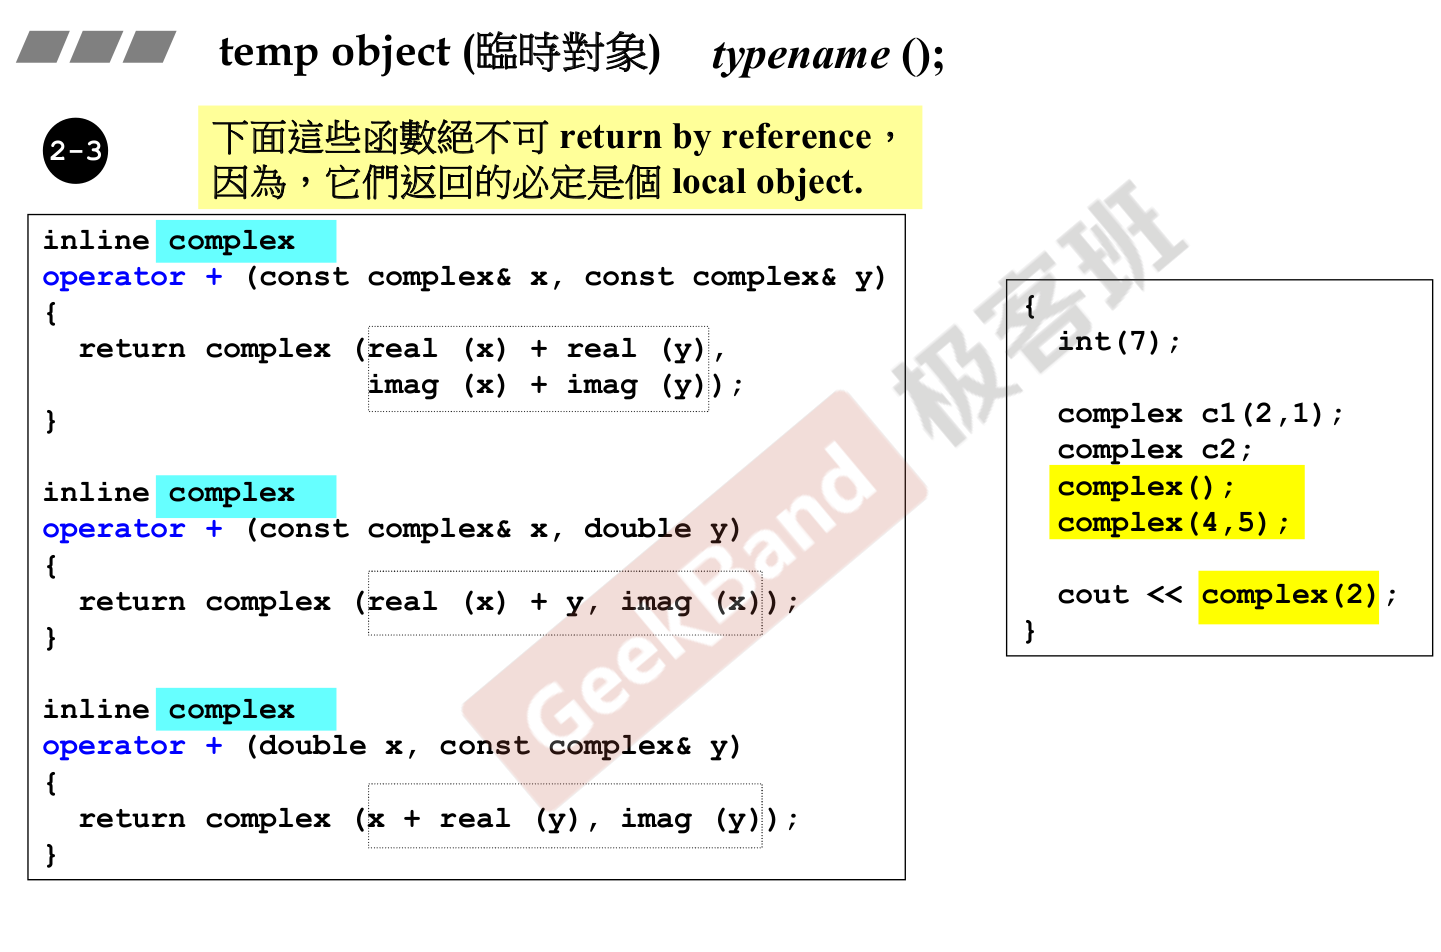 temp object (臨時對象) typename ();
2-3
下面這些函數絕不可 return by reference，
因為，它們返回的必定是個 local object.
inline complex
operator + (const complex& x, const complex& y)
{
  return complex (real (x) + real (y),
                  imag (x) + imag (y));
}
inline complex
operator + (const complex& x, double y)
{
  return complex (real (x) + y, imag (x));
}
inline complex
operator + (double x, const complex& y)
{
  return complex (x + real (y), imag (y));
}
{
  int(7);
  complex c1(2,1);
  complex c2;
  complex();
  complex(4,5);
  cout << complex(2);
}
GeekBand 极客班